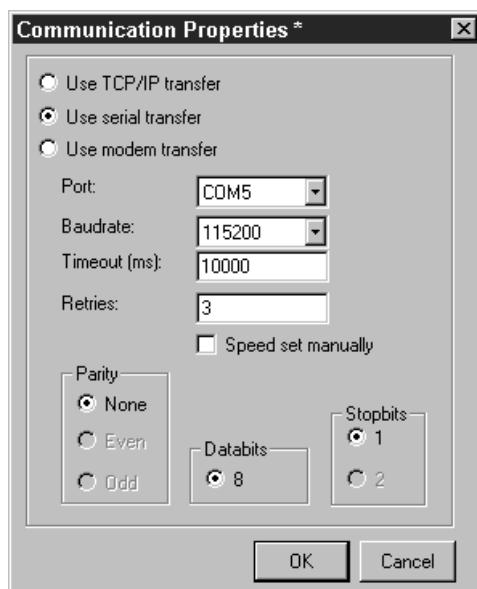 Communication Properties *
Use TCP/IP transfer
Use serial transfer
Use modem transfer
Port: COM5
Baudrate: 115200
Timeout (ms): 10000
Retries: 3
Speed set manually
Parity
None
Even
Odd
Databits
8
Stopbits
1
2
OK Cancel